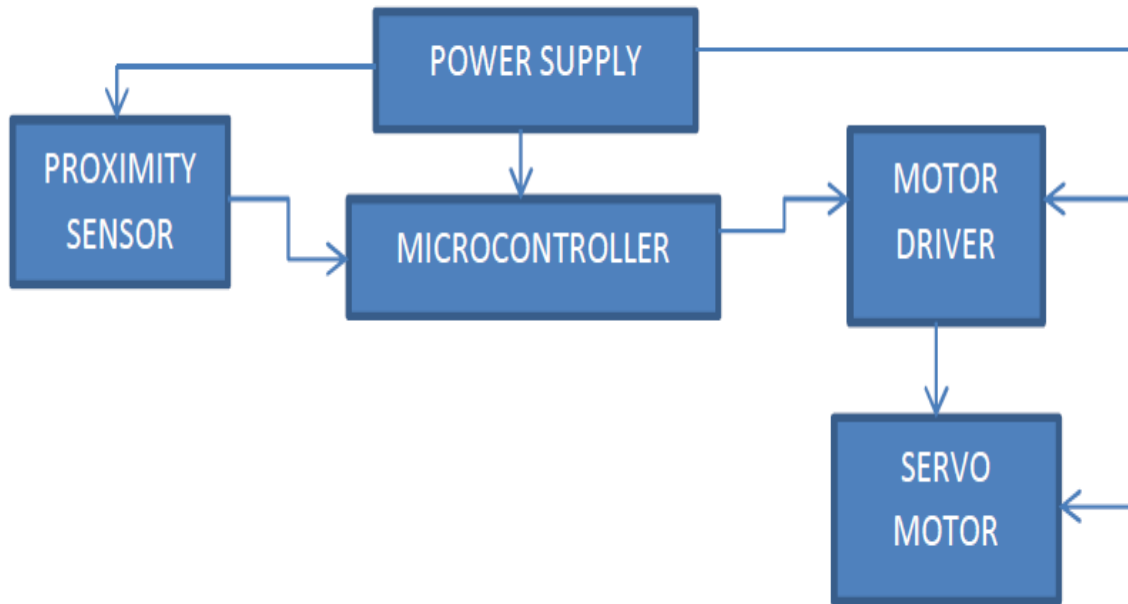 POWER SUPPLY
PROXIMITY
SENSOR
MICROCONTROLLER
MOTOR
DRIVER
SERVO
MOTOR